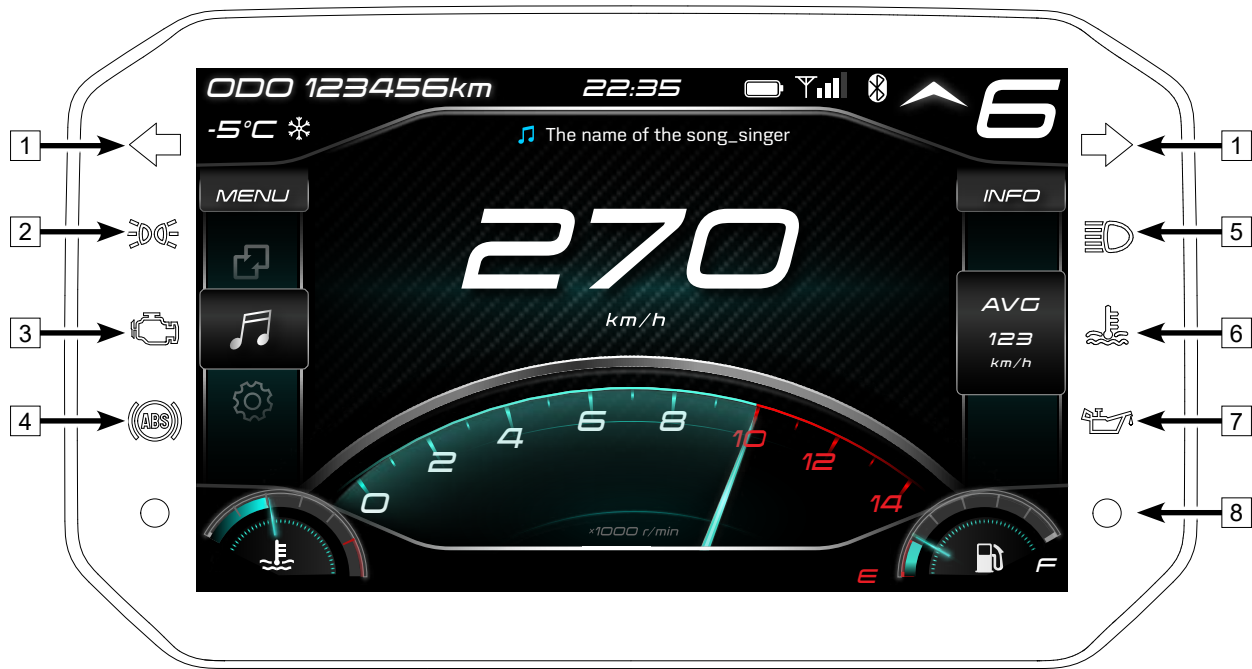 ODO 123456km 22:35 6
-5°C
The name of the song_singer
1 1
MENU INFO
2 5
270
km/h
AVG
123
km/h
3 6
ABS
4 7
0 2 4 6 8 10 12 14
×1000 r/min
8
E F